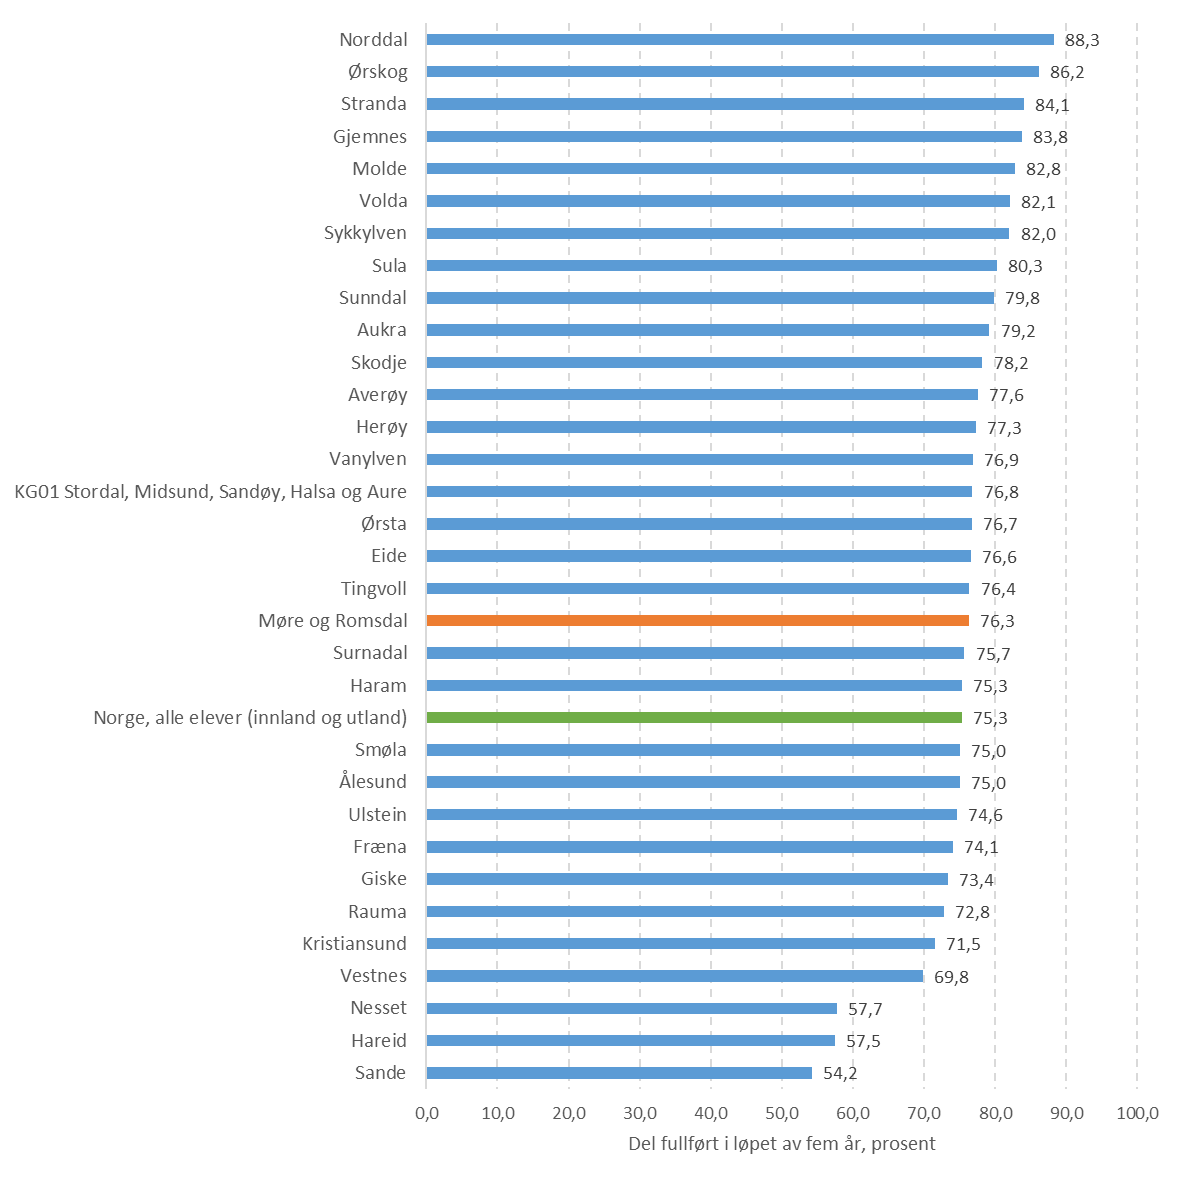 Norddal 88,3
Ørskog 86,2
Stranda 84,1
Gjemnes 83,8
Molde 82,8
Volda 82,1
Sykkylven 82,0
Sula 80,3
Sunndal 79,8
Aukra 79,2
Skodje 78,2
Averøy 77,6
Herøy 77,3
Vanylven 76,9
KG01 Stordal, Midsund, Sandøy, Halsa og Aure 76,8
Ørsta 76,7
Eide 76,6
Tingvoll 76,4
Møre og Romsdal 76,3
Surnadal 75,7
Haram 75,3
Norge, alle elever (innland og utland) 75,3
Smøla 75,0
Ålesund 75,0
Ulstein 74,6
Fræna 74,1
Giske 73,4
Rauma 72,8
Kristiansund 71,5
Vestnes 69,8
Nesset 57,7
Hareid 57,5
Sande 54,2
0,0 10,0 20,0 30,0 40,0 50,0 60,0 70,0 80,0 90,0 100,0
Del fullført i løpet av fem år, prosent